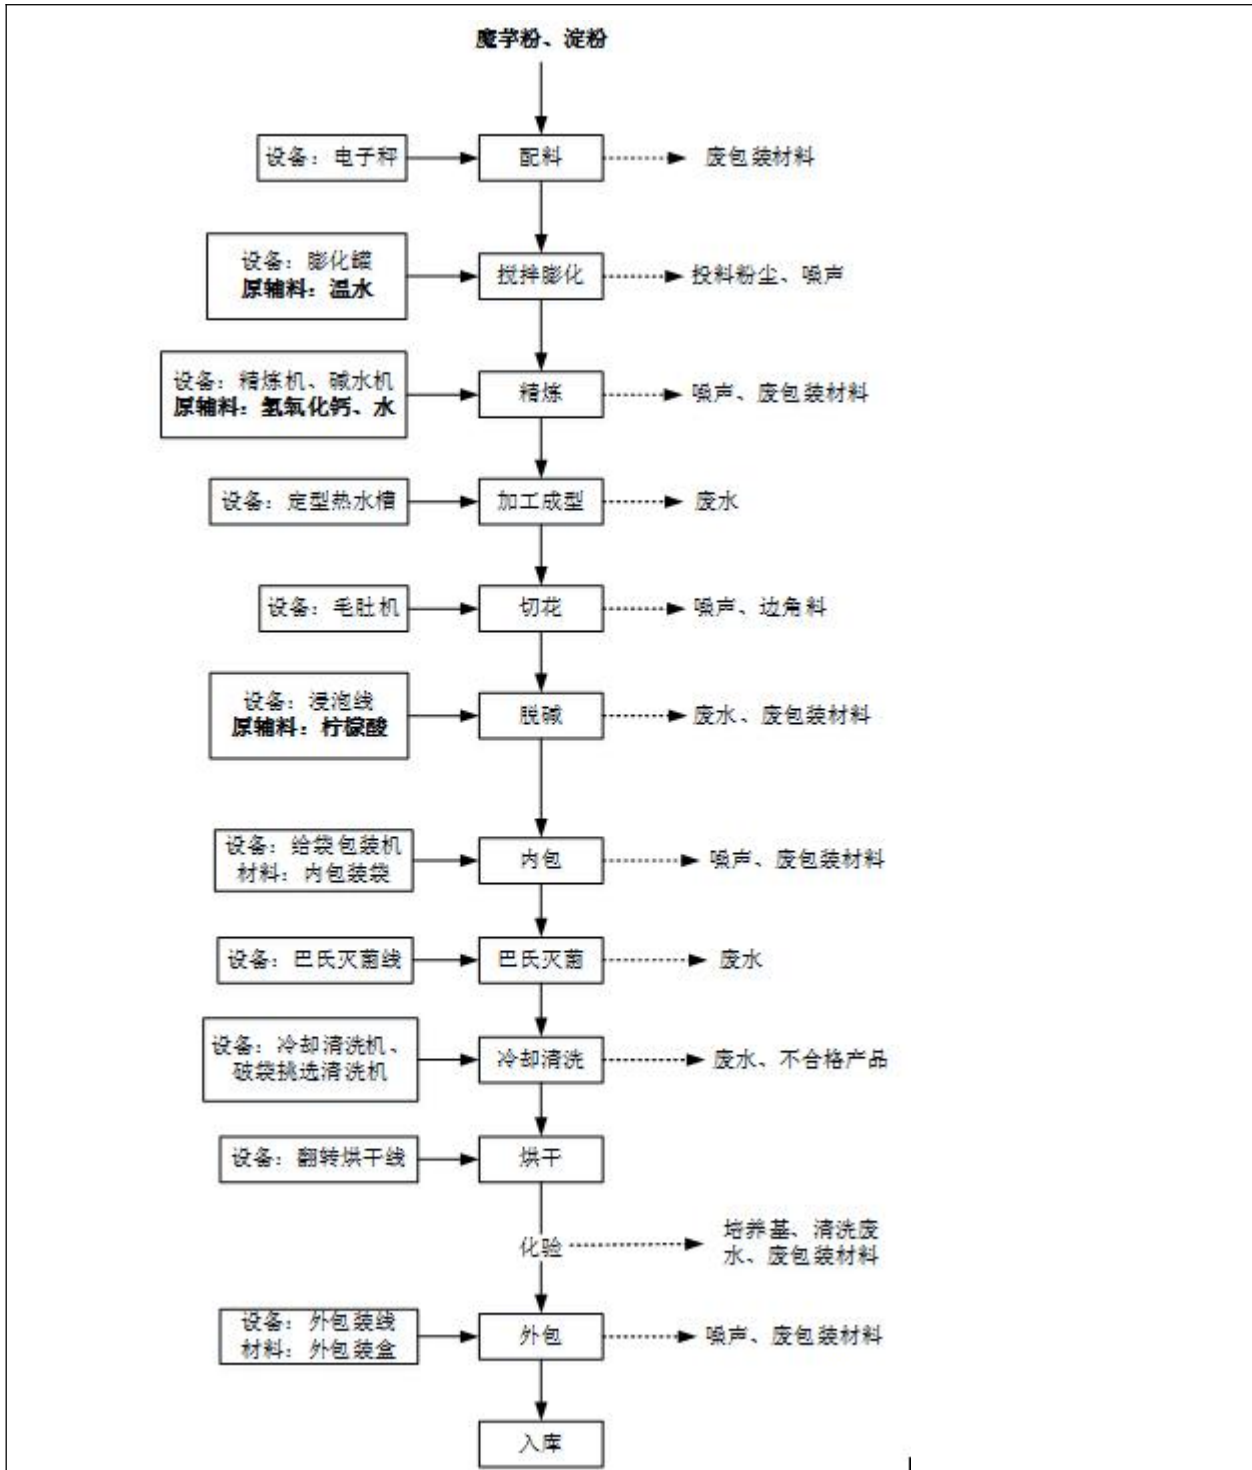 魔芋粉、淀粉
设备：电子秤
配料
废包装材料
设备：膨化罐
原辅料：温水
搅拌膨化
投料粉尘、噪声
设备：精炼机、碱水机
原辅料：氢氧化钙、水
精炼
噪声、废包装材料
设备：定型热水槽
加工成型
废水
设备：毛肚机
切花
噪声、边角料
设备：浸泡线
原辅料：柠檬酸
脱碱
废水、废包装材料
设备：给袋包装机
材料：内包装袋
内包
噪声、废包装材料
设备：巴氏灭菌线
巴氏灭菌
废水
设备：冷却清洗机、
破袋挑选清洗机
冷却清洗
废水、不合格产品
设备：翻转烘干线
烘干
化验
培养基、清洗废
水、废包装材料
设备：外包装线
材料：外包装盒
外包
噪声、废包装材料
入库